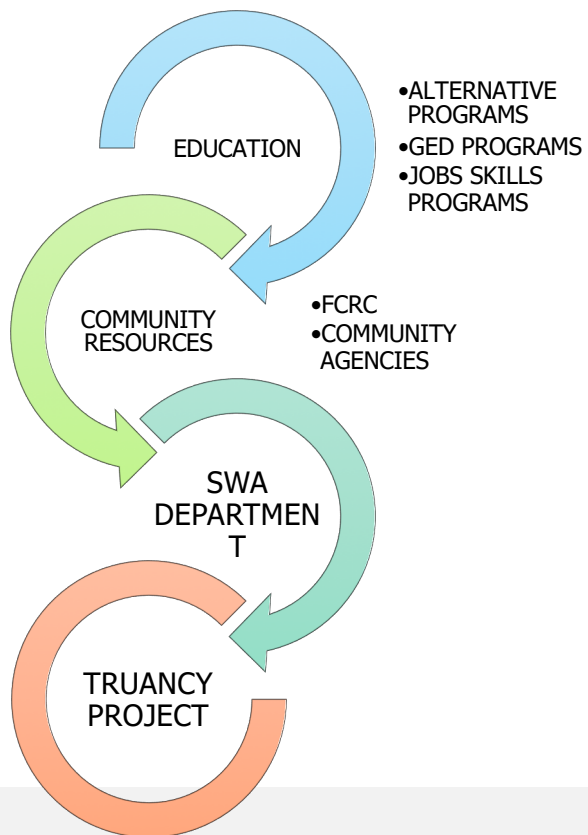 EDUCATION
•ALTERNATIVE
PROGRAMS
•GED PROGRAMS
•JOBS SKILLS
PROGRAMS
COMMUNITY
RESOURCES
•FCRC
•COMMUNITY
AGENCIES
SWA
DEPARTMEN
T
TRUANCY
PROJECT